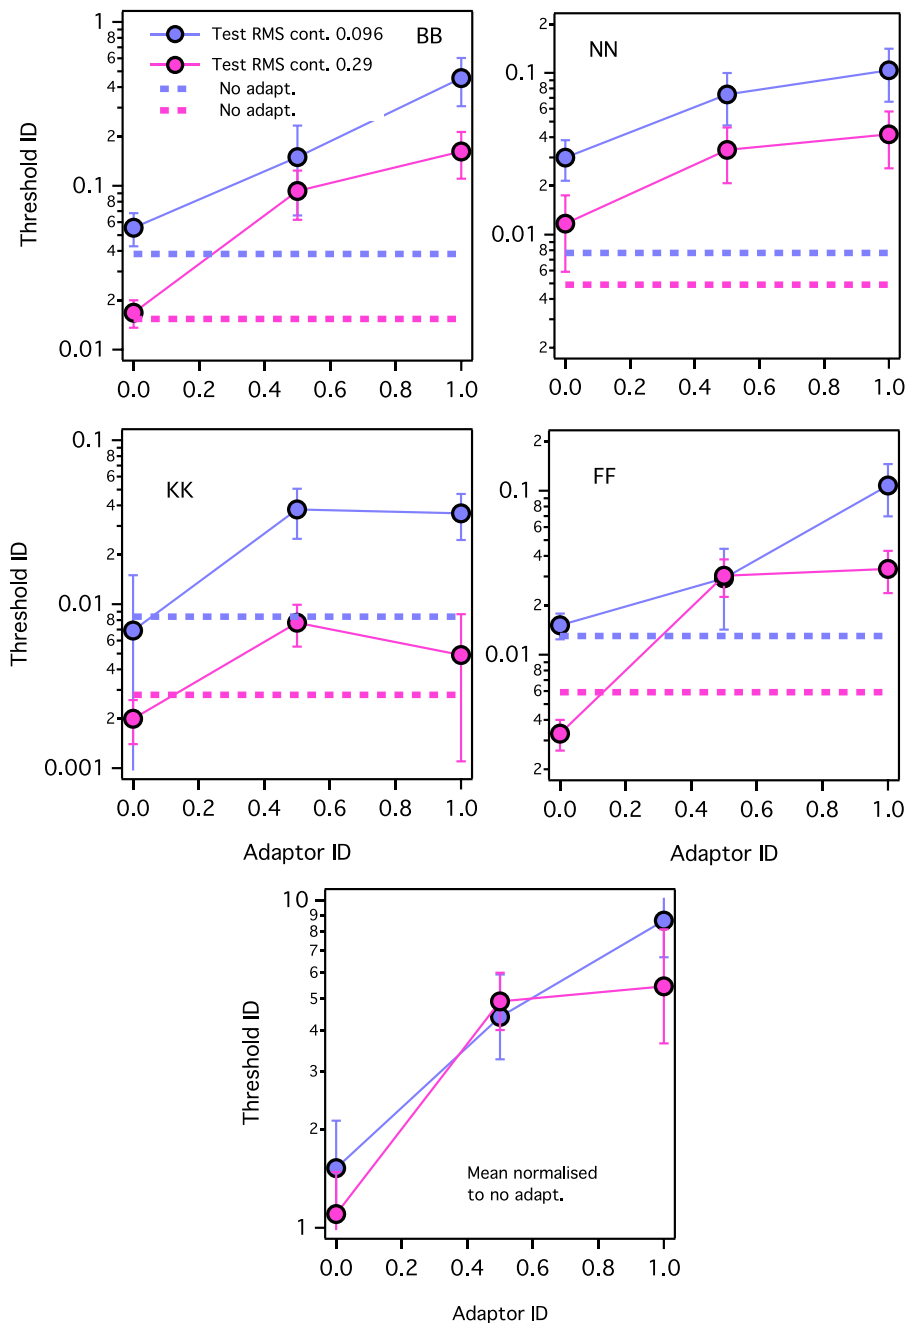 Test RMS cont. 0.096
BB
Test RMS cont. 0.29
No adapt.
No adapt.
Threshold ID
1
8
6
4
2
0.1
8
6
4
2
0.01
0.0 0.2 0.4 0.6 0.8 1.0
NN
Threshold ID
2
0.1
8
6
4
2
0.01
8
6
4
2
0.0 0.2 0.4 0.6 0.8 1.0
KK
Threshold ID
0.1
8
6
4
2
0.01
8
6
4
2
0.001
0.0 0.2 0.4 0.6 0.8 1.0
Adaptor ID
FF
Threshold ID
2
0.1
8
6
4
2
0.01
8
6
4
2
0.0 0.2 0.4 0.6 0.8 1.0
Adaptor ID
Threshold ID
10
9
8
7
6
5
4
3
2
1
Mean normalised
to no adapt.
0.0 0.2 0.4 0.6 0.8 1.0
Adaptor ID